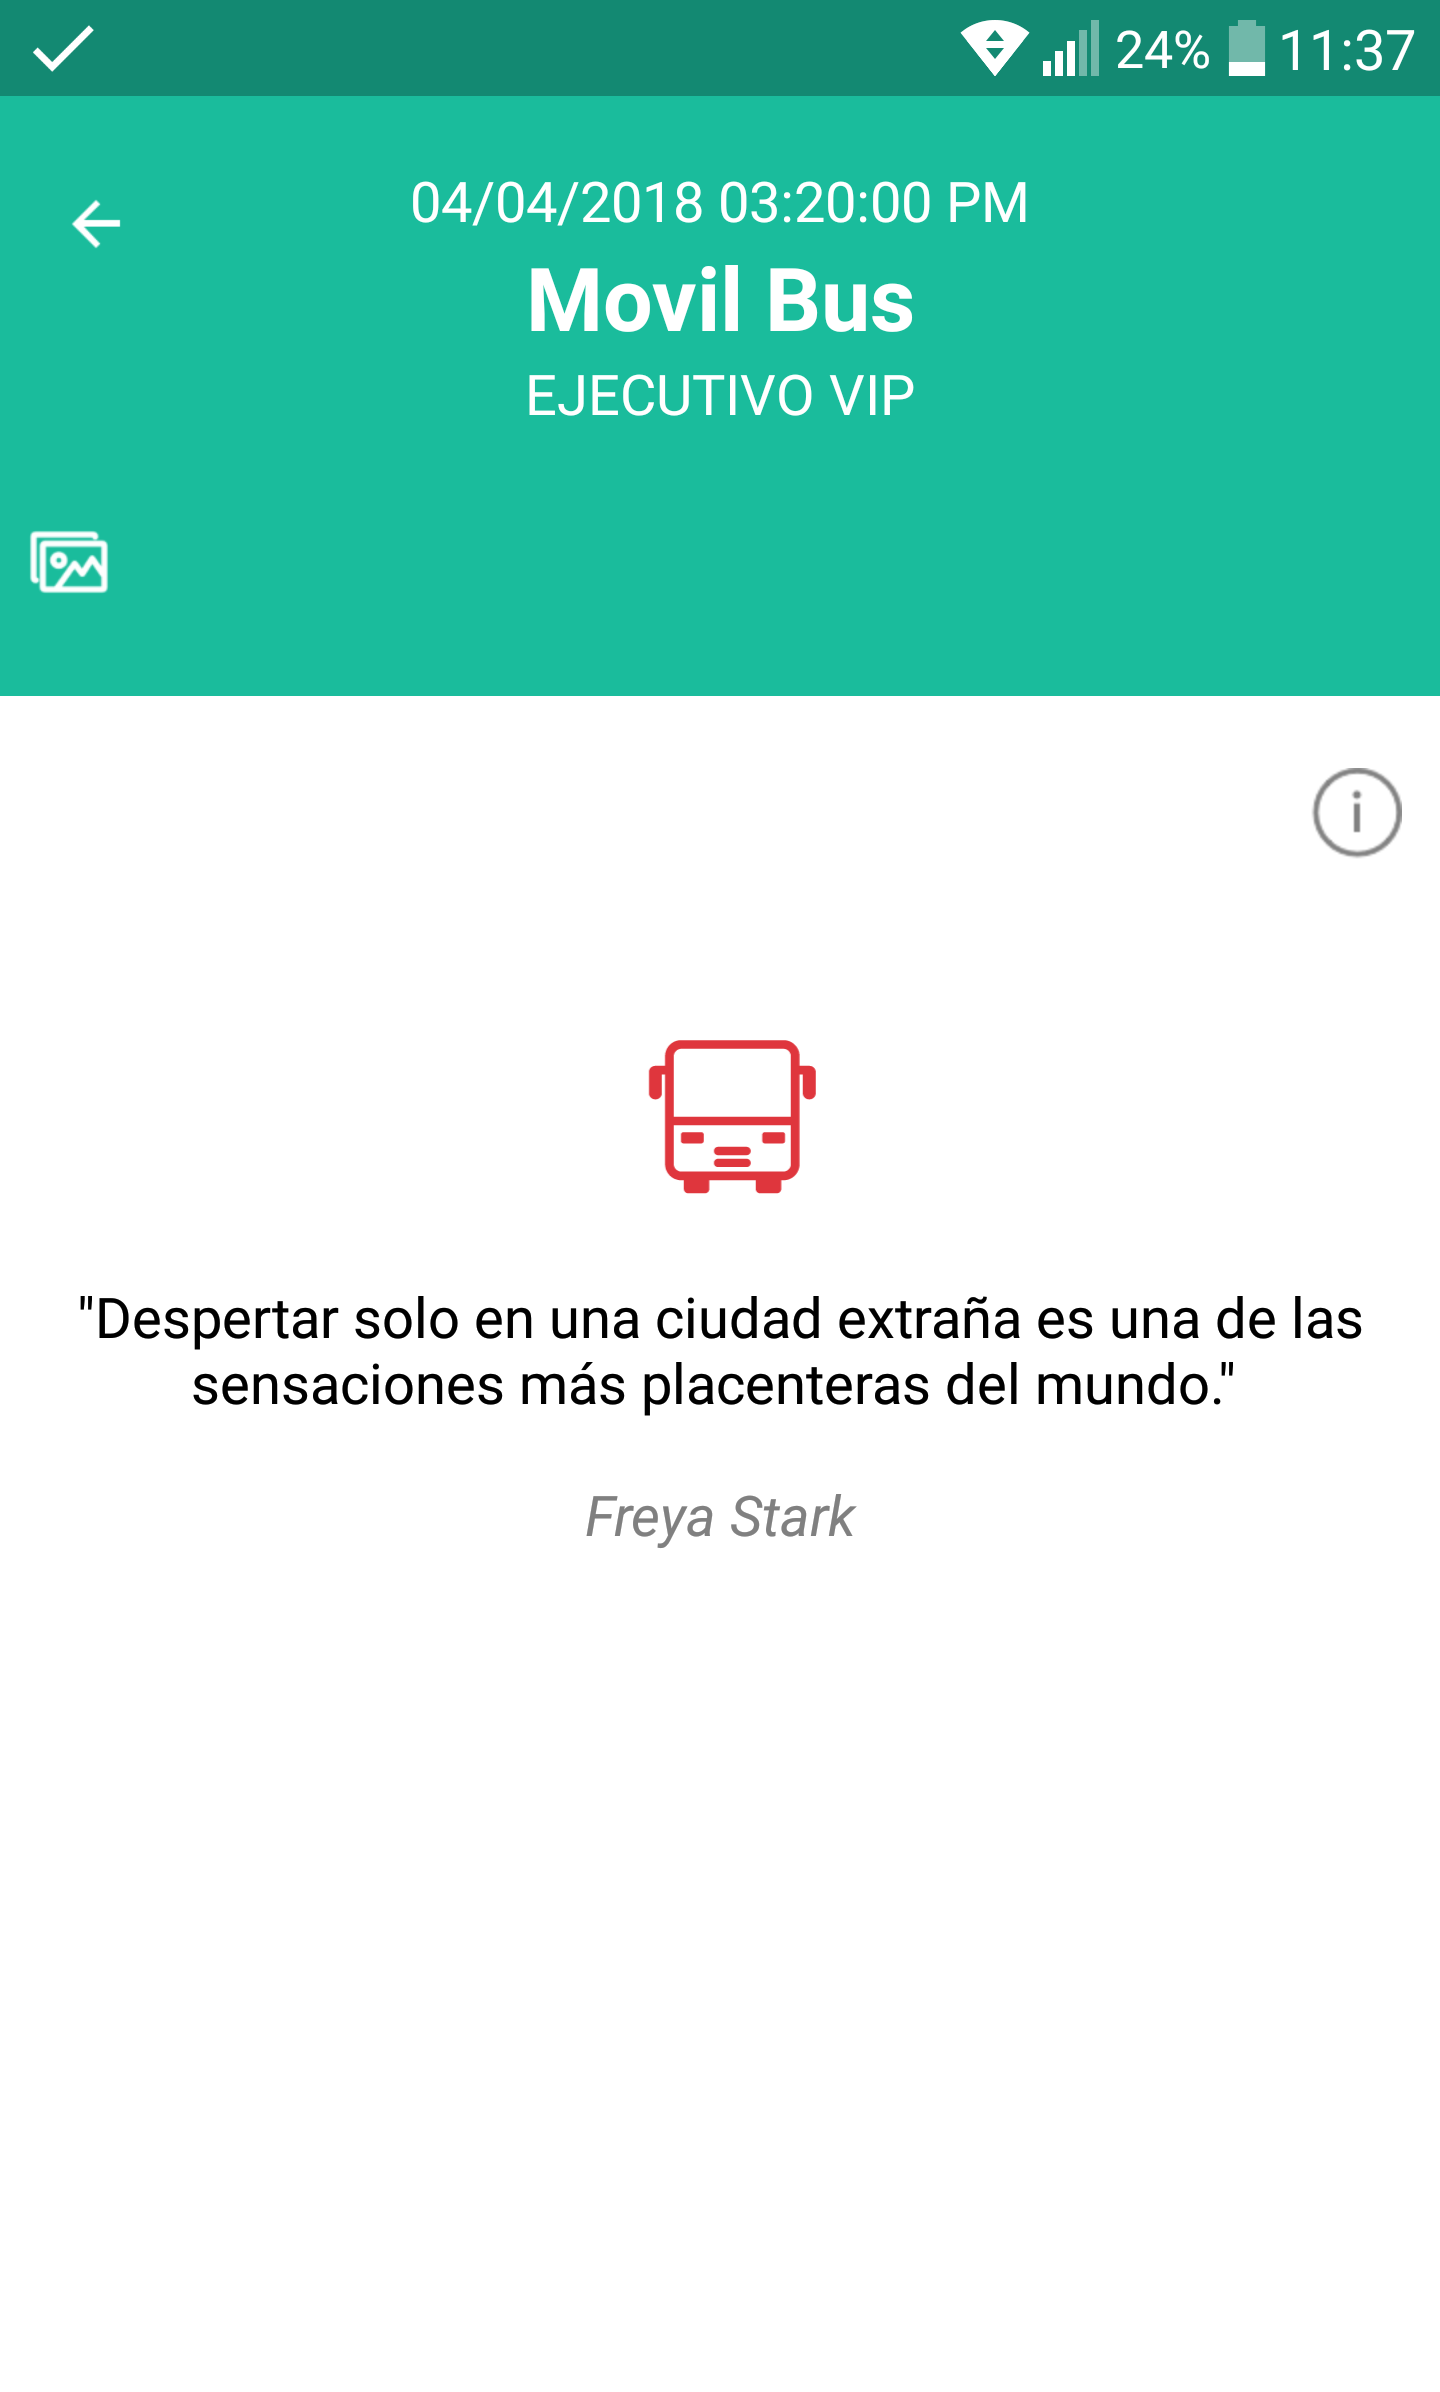 24% 11:37
04/04/2018 03:20:00 PM
Movil Bus
EJECUTIVO VIP
i
"Despertar solo en una ciudad extraña es una de las
sensaciones más placenteras del mundo."
Freya Stark